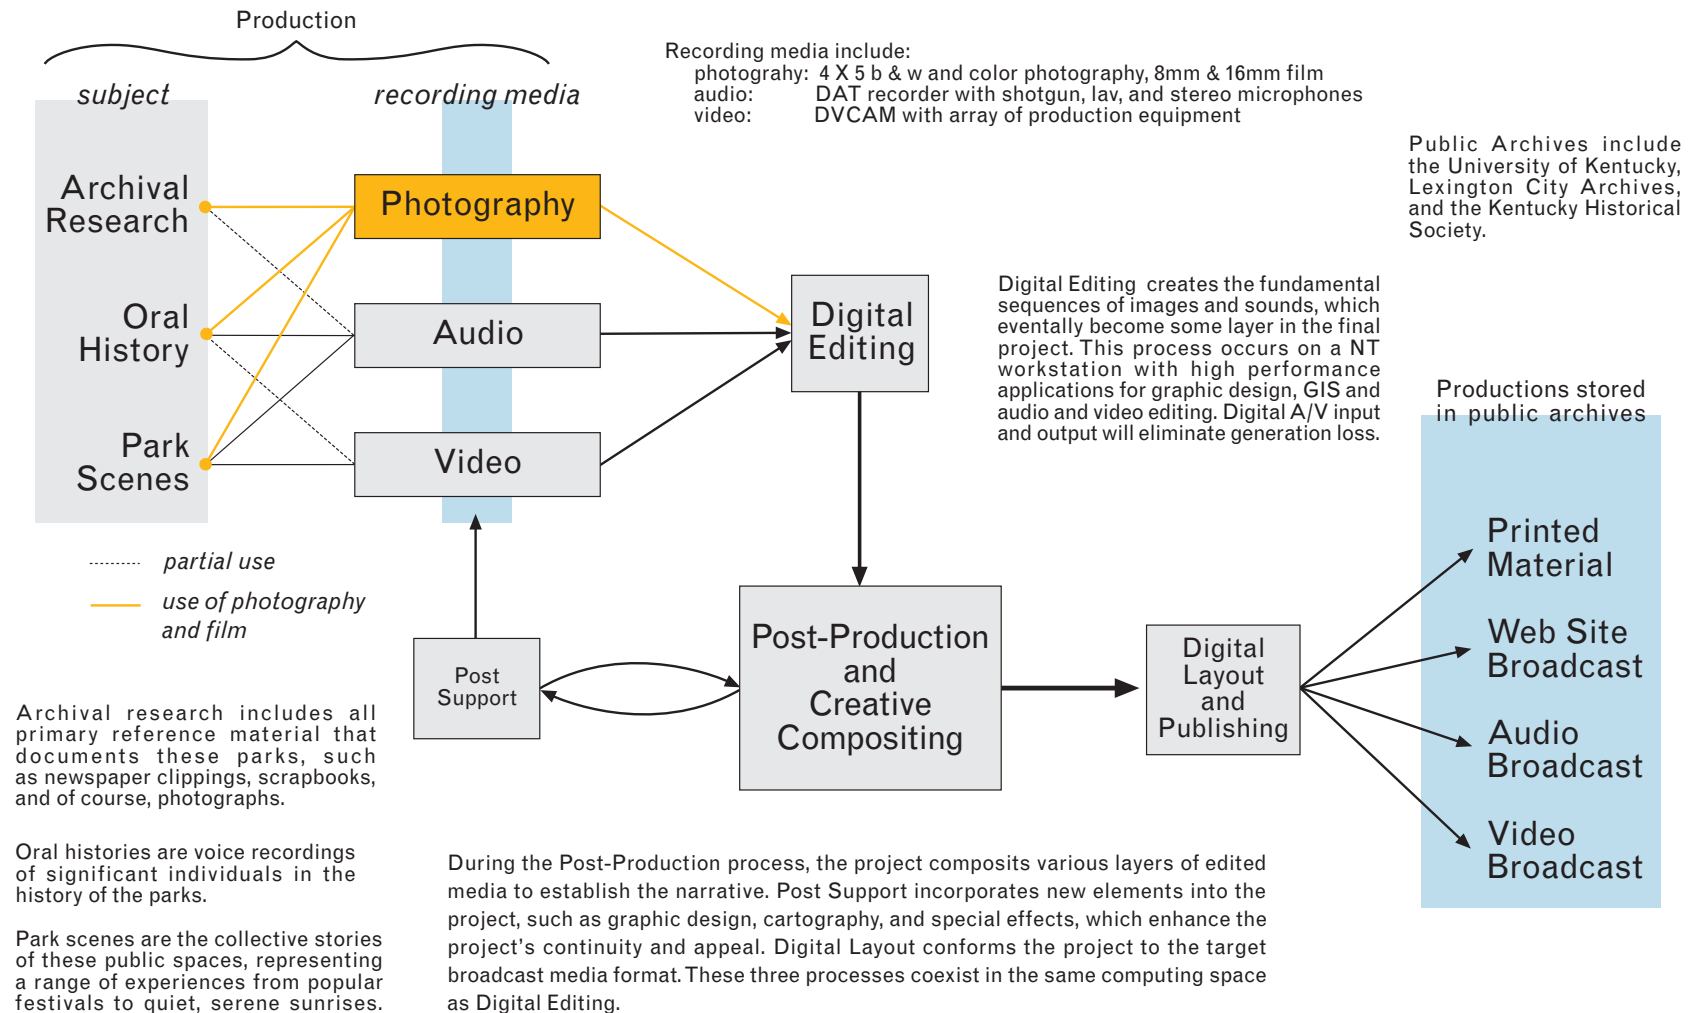 Production
subject
recording media
Recording media include:
photograhy: 4 X 5 b & w and color photography, 8mm & 16mm film
audio: DAT recorder with shotgun, lav, and stereo microphones
video: DVCAM with array of production equipment
Public Archives include
the University of Kentucky,
Lexington City Archives,
and the Kentucky Historical
Society.
Archival
Research
Photography
Oral
History
Audio
Park
Scenes
Video
Digital
Editing
Digital Editing creates the fundamental
sequences of images and sounds, which
eventally become some layer in the final
project. This process occurs on a NT
workstation with high performance
applications for graphic design, GIS and
audio and video editing. Digital A/V input
and output will eliminate generation loss.
Productions stored
in public archives
partial use
use of photography
and film
Post
Support
Post-Production
and
Creative
Compositing
Digital
Layout
and
Publishing
Printed
Material
Web Site
Broadcast
Audio
Broadcast
Video
Broadcast
Archival research includes all
primary reference material that
documents these parks, such
as newspaper clippings, scrapbooks,
and of course, photographs.
Oral histories are voice recordings
of significant individuals in the
history of the parks.
Park scenes are the collective stories
of these public spaces, representing
a range of experiences from popular
festivals to quiet, serene sunrises.
During the Post-Production process, the project composits various layers of edited
media to establish the narrative. Post Support incorporates new elements into the
project, such as graphic design, cartography, and special effects, which enhance the
project's continuity and appeal. Digital Layout conforms the project to the target
broadcast media format. These three processes coexist in the same computing space
as Digital Editing.